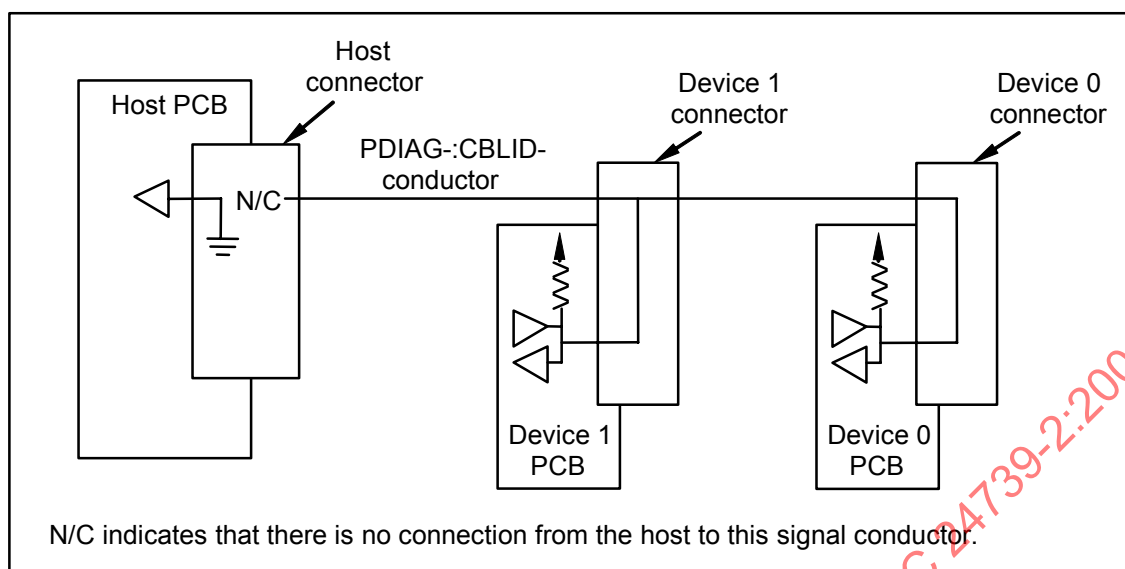 Host
connector
Host PCB
Device 1
connector
Device 0
connector
PDIAG-:CBLID-
conductor
N/C
Device 1
PCB
Device 0
PCB
N/C indicates that there is no connection from the host to this signal conductor.
C 24739-2:200